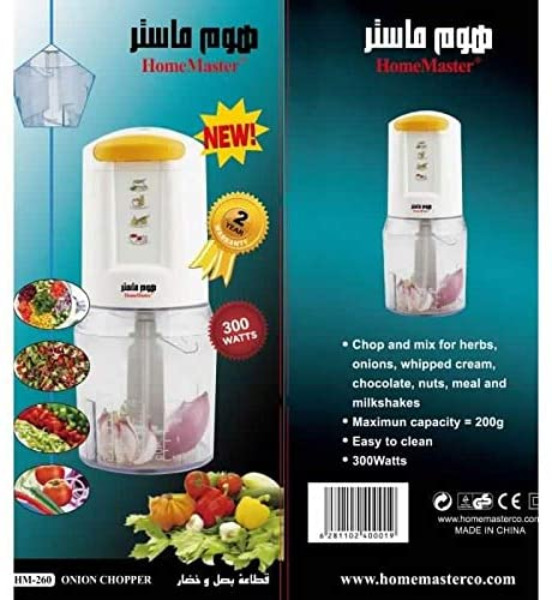 هوم ماستر
HomeMaster®
NEW!
2
YEAR
WARRANTY
هوم ماستر
HomeMaster®
300
WATTS
HM-260 ONION CHOPPER قطاعة بصل و خضار
هوم ماستر
HomeMaster®
• Chop and mix for herbs,
onions, whipped cream,
chocolate, nuts, meal and
milkshakes
• Maximun capacity = 200g
• Easy to clean
• 300Watts
6 281102 400019
www.homemasterco.com
MADE IN CHINA
www.homemasterco.com